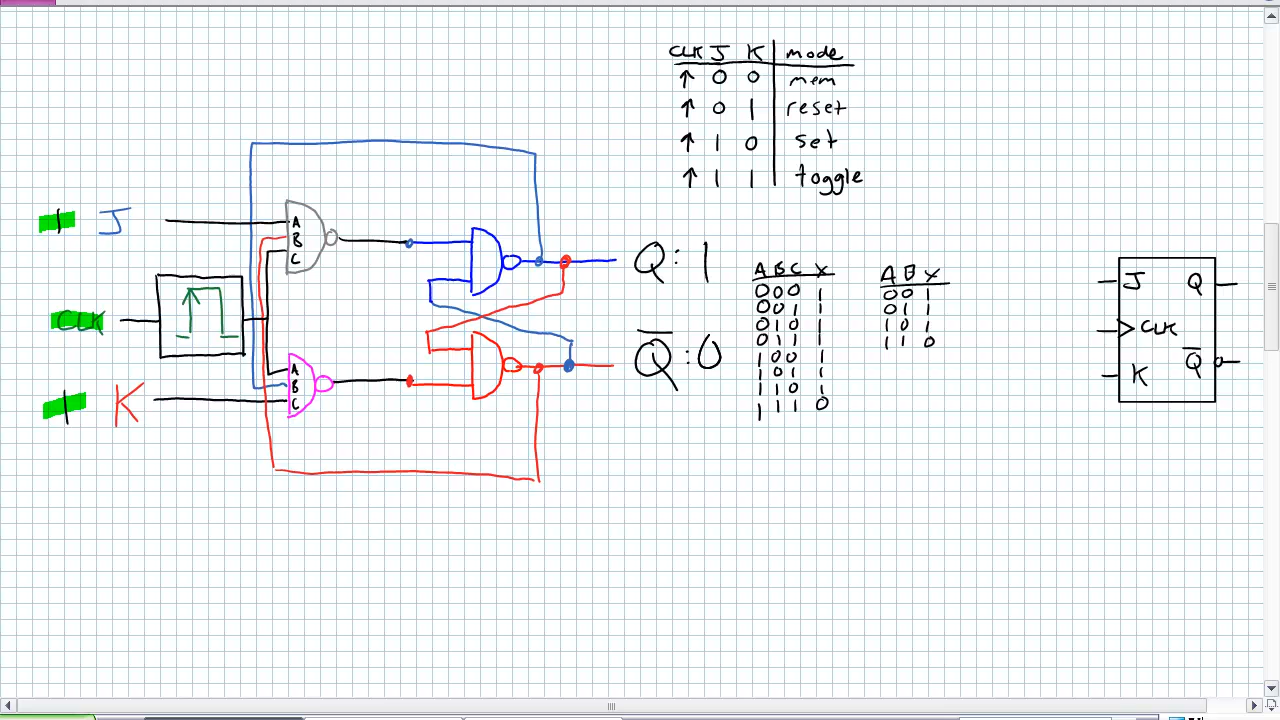 CLK J K mode
↑ 0 0 mem
↑ 0 1 reset
↑ 1 0 set
↑ 1 1 toggle
1 J
A
B
C
Q: 1
CLK
Q̅: 0
A
B
C
1 K
A B C X
0 0 0 1
0 0 1 1
0 1 0 1
0 1 1 1
1 0 0 1
1 0 1 1
1 1 0 1
1 1 1 0
A B X
0 0 1
0 1 1
1 0 1
1 1 0
J Q
CLK
K Q̅